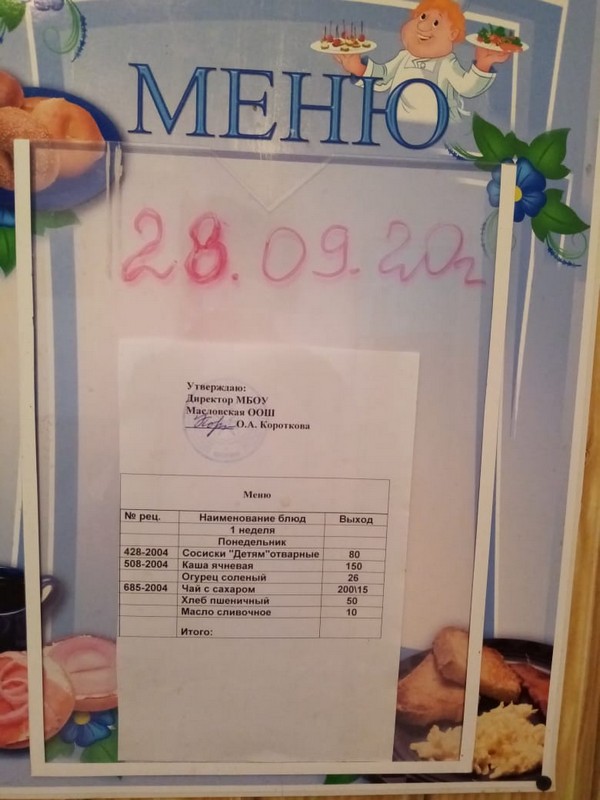 МЕНЮ
28.09.20г
Утверждаю:
Директор МБОУ
Масловская ООШ
О.А. Короткова
Меню
№ рец. Наименование блюд Выход
1 неделя
Понедельник
428-2004 Сосиски "Детям"отварные 80
508-2004 Каша ячневая 150
Огурец соленый 26
685-2004 Чай с сахаром 200\15
Хлеб пшеничный 50
Масло сливочное 10
Итого: